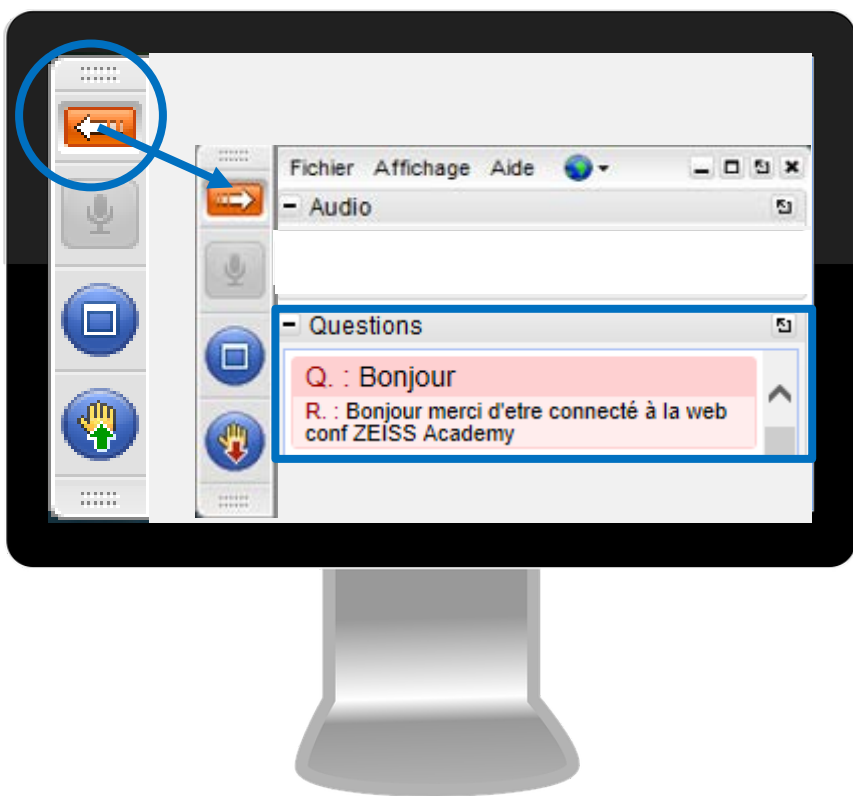 Fichier Affichage Aide
- Audio
- Questions
Q. : Bonjour
R. : Bonjour merci d'etre connecté à la web
conf ZEISS Academy